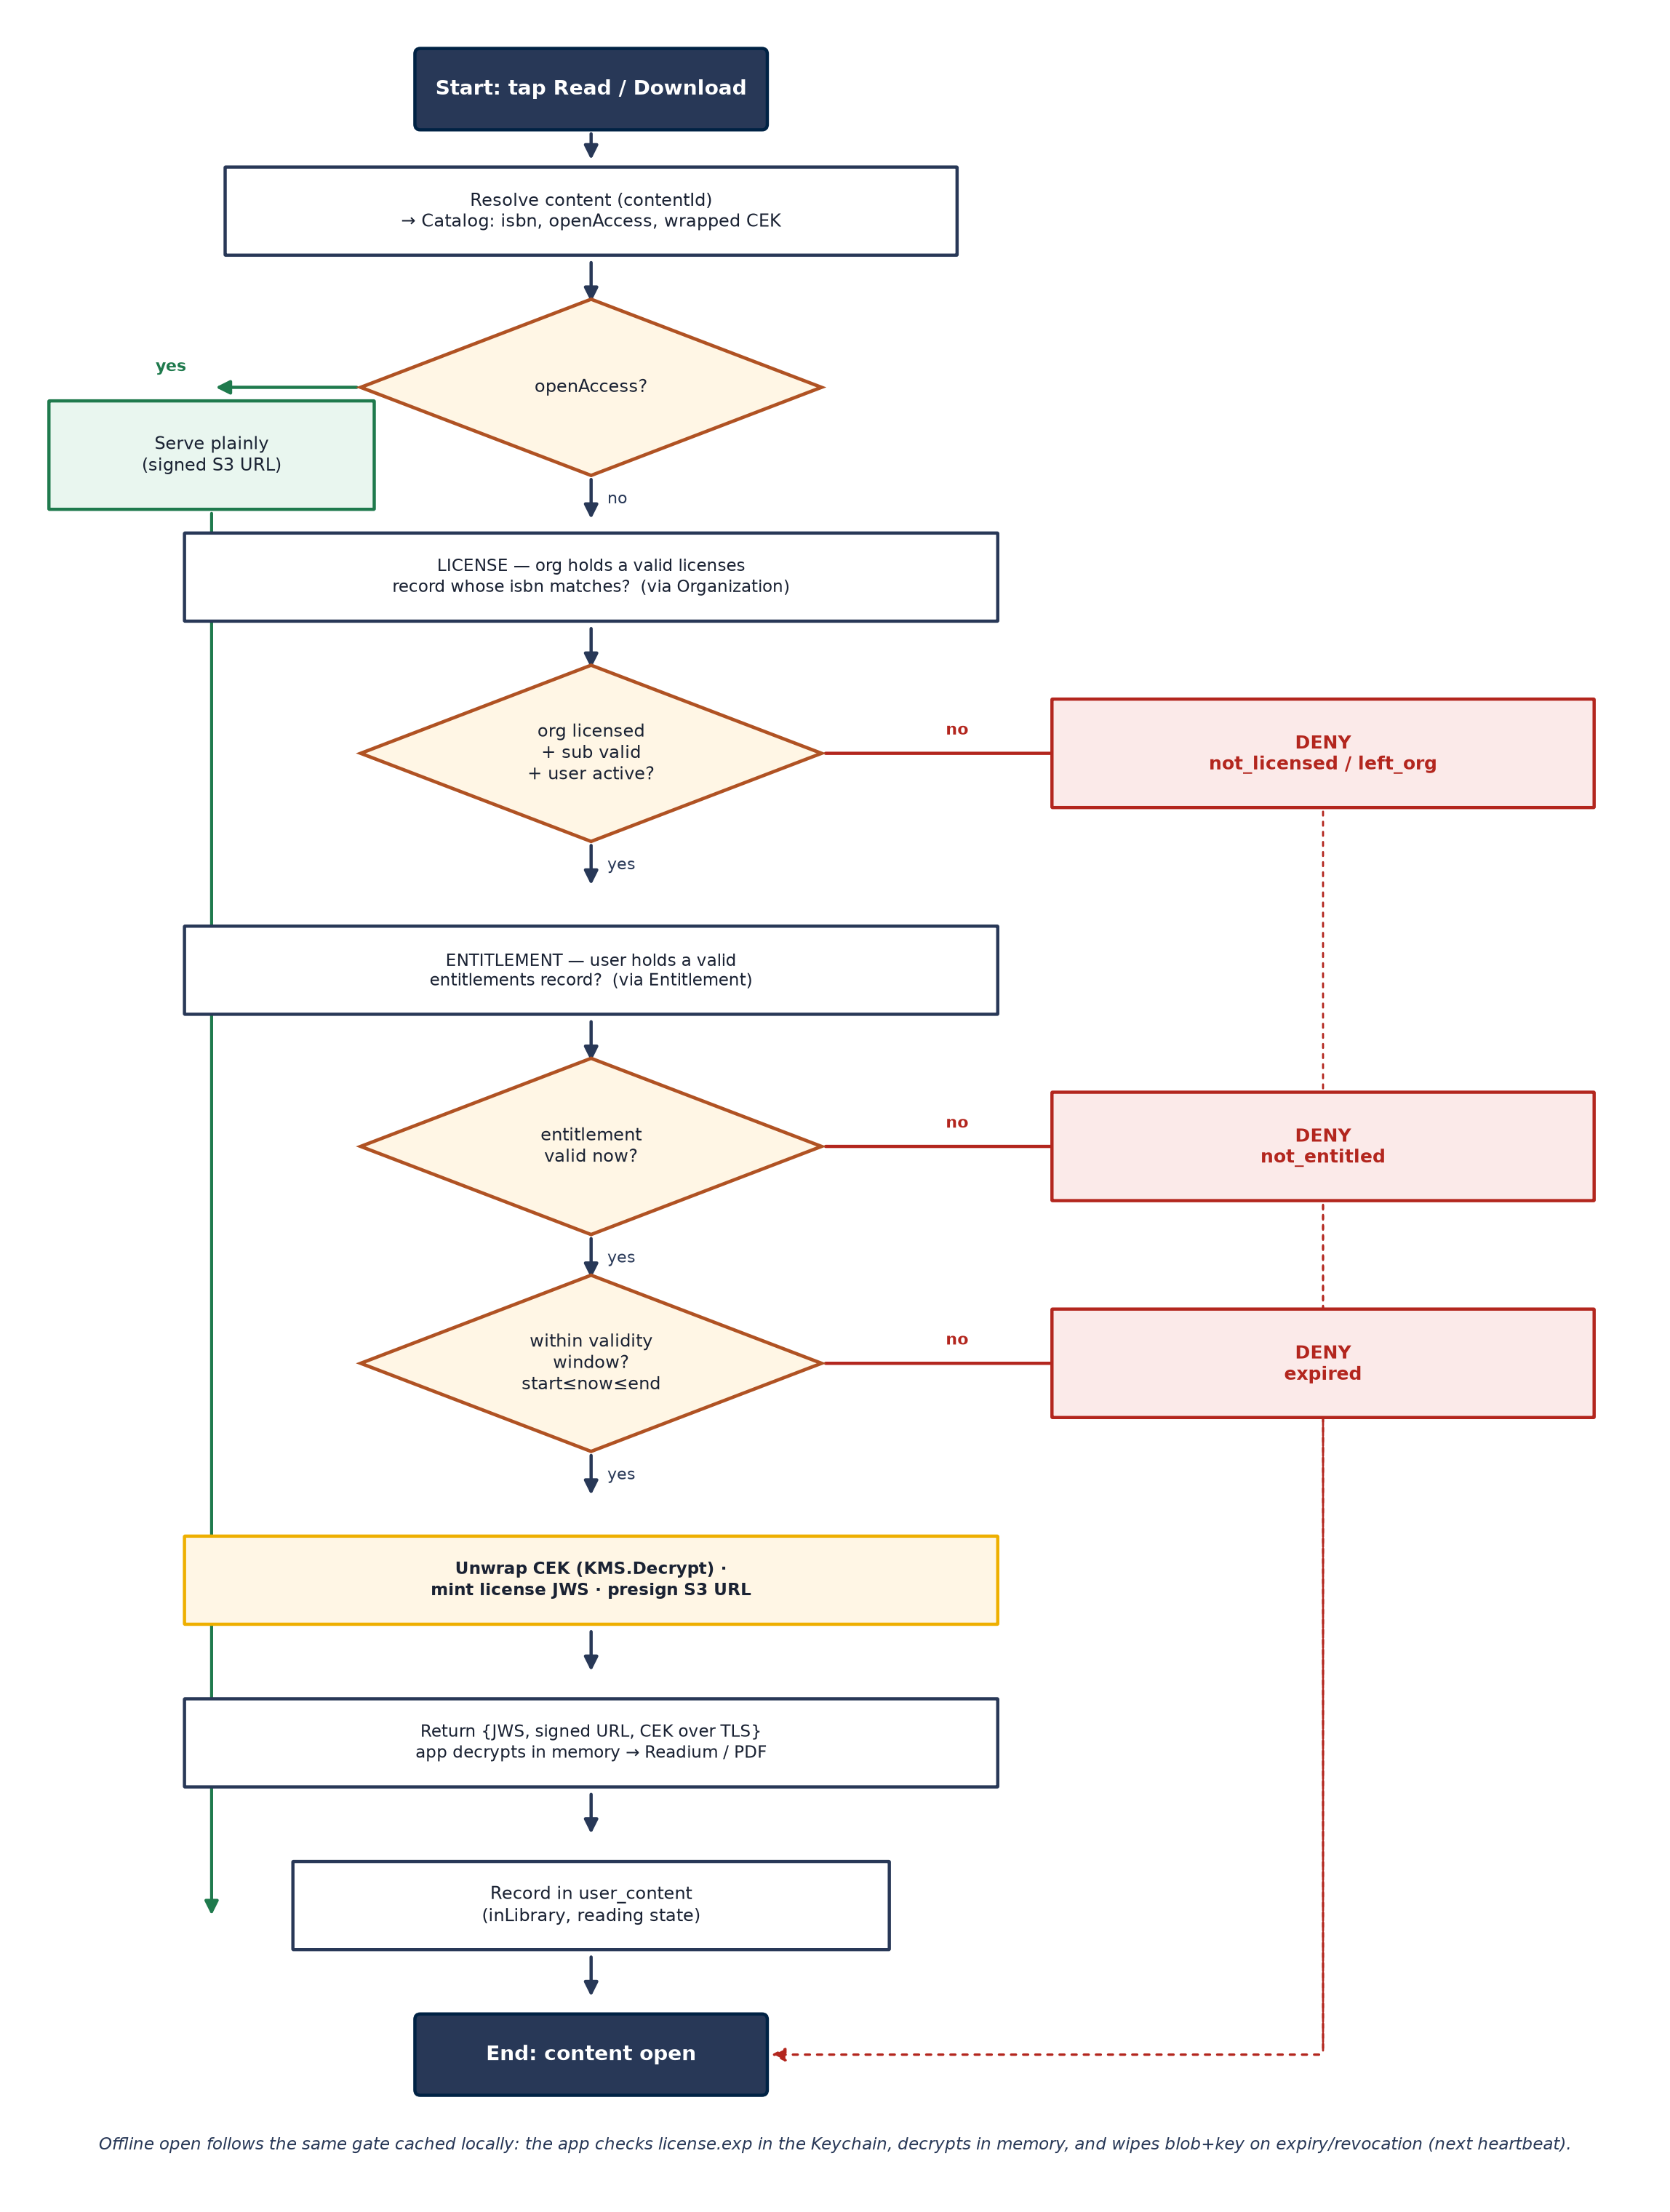 Start: tap Read / Download
Resolve content (contentId)
→ Catalog: isbn, openAccess, wrapped CEK
yes
openAccess?
Serve plainly
(signed S3 URL)
no
LICENSE — org holds a valid licenses
record whose isbn matches?  (via Organization)
org licensed
+ sub valid
+ user active?
no
DENY
not_licensed / left_org
yes
ENTITLEMENT — user holds a valid
entitlements record?  (via Entitlement)
entitlement
valid now?
no
DENY
not_entitled
yes
within validity
window?
start≤now≤end
no
DENY
expired
yes
Unwrap CEK (KMS.Decrypt) ·
mint license JWS · presign S3 URL
Return {JWS, signed URL, CEK over TLS}
app decrypts in memory → Readium / PDF
Record in user_content
(inLibrary, reading state)
End: content open
Offline open follows the same gate cached locally: the app checks license.exp in the Keychain, decrypts in memory, and wipes blob+key on expiry/revocation (next heartbeat).